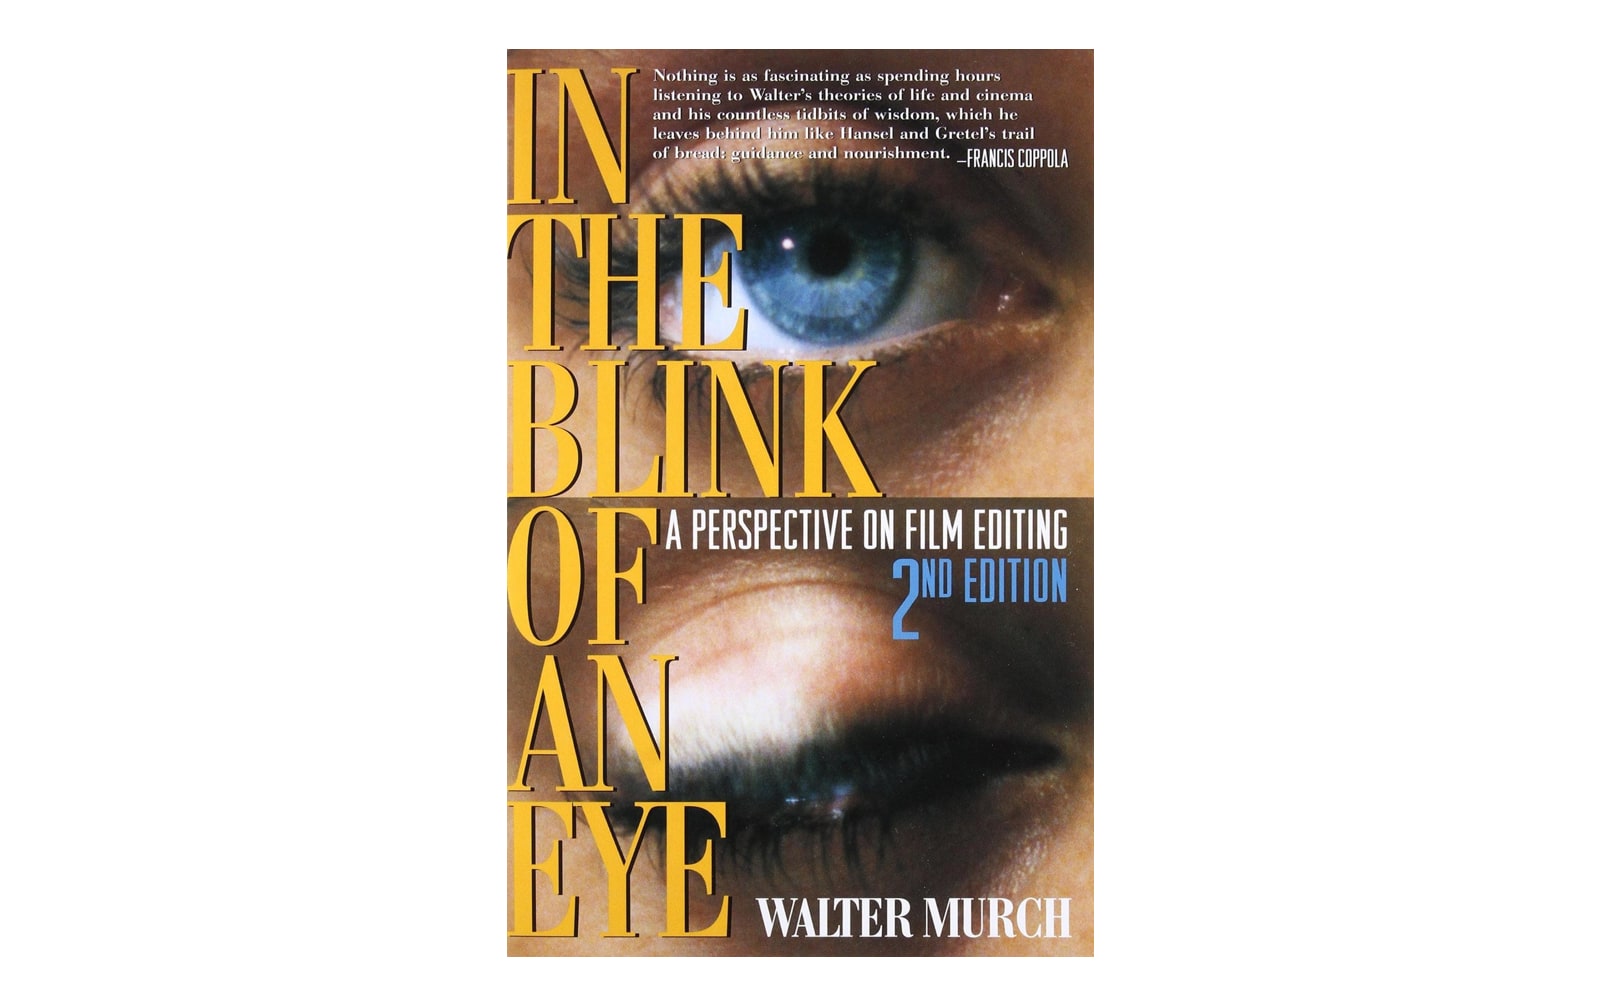 IN
THE
BLINK
OF
AN
EYE
Nothing is as fascinating as spending hours
listening to Walter's theories of life and cinema
and his countless tidbits of wisdom, which he
leaves behind him like Hansel and Gretel's trail
of bread: guidance and nourishment. –FRANCIS COPPOLA
A PERSPECTIVE ON FILM EDITING
2ND EDITION
WALTER MURCH